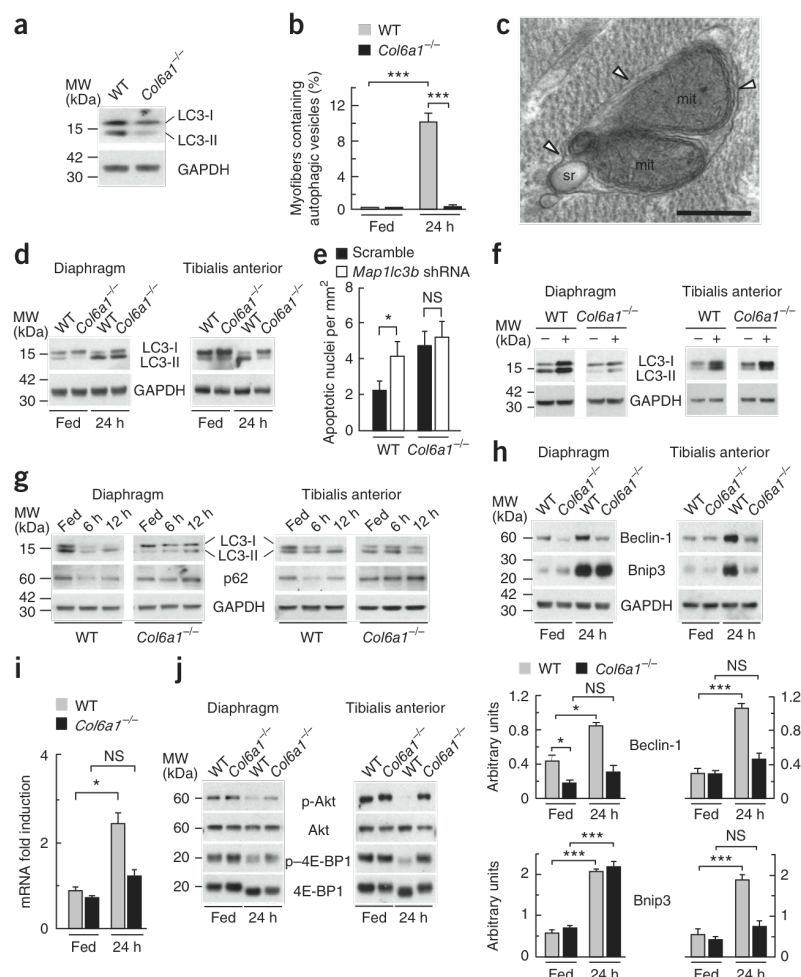 a
MW
(kDa)
WT
Col6a1–/–
15
42
30
LC3-I
LC3-II
GAPDH
b
WT
Col6a1–/–
Myofibers containing
autophagic vesicles (%)
12
8
4
0
***
***
Fed
24 h
c
mit
mit
sr
d
Diaphragm
Tibialis anterior
MW
(kDa)
WT
Col6a1–/–
WT
Col6a1–/–
WT
Col6a1–/–
WT
Col6a1–/–
15
42
30
LC3-I
LC3-II
GAPDH
Fed
24 h
Fed
24 h
e
Scramble
Map1lc3b shRNA
Apoptotic nuclei per mm2
8
6
4
2
0
*
NS
WT
Col6a1–/–
f
Diaphragm
Tibialis anterior
MW
(kDa)
WT
Col6a1–/–
WT
Col6a1–/–
– + – + – + – +
15
42
30
LC3-I
LC3-II
GAPDH
g
Diaphragm
Tibialis anterior
MW
(kDa)
Fed 6 h 12 h
Fed 6 h 12 h
Fed 6 h 12 h
Fed 6 h 12 h
15
60
42
30
LC3-I
LC3-II
p62
GAPDH
WT
Col6a1–/–
WT
Col6a1–/–
h
Diaphragm
Tibialis anterior
MW
(kDa)
WT
Col6a1–/–
WT
Col6a1–/–
WT
Col6a1–/–
WT
Col6a1–/–
60
30
20
42
30
Beclin-1
Bnip3
GAPDH
Fed
24 h
Fed
24 h
WT
Col6a1–/–
Arbitrary units
1.2
0.8
0.4
0
*
*
NS
Fed
24 h
Beclin-1
***
NS
1.2
0.8
0.4
0
Fed
24 h
Arbitrary units
2
1
0
***
***
Fed
24 h
Bnip3
***
NS
2
1
0
Fed
24 h
i
WT
Col6a1–/–
mRNA fold induction
4
2
0
*
NS
Fed
24 h
j
Diaphragm
Tibialis anterior
MW
(kDa)
WT
Col6a1–/–
WT
Col6a1–/–
WT
Col6a1–/–
WT
Col6a1–/–
60
60
20
20
p-Akt
Akt
p–4E-BP1
4E-BP1
Fed
24 h
Fed
24 h